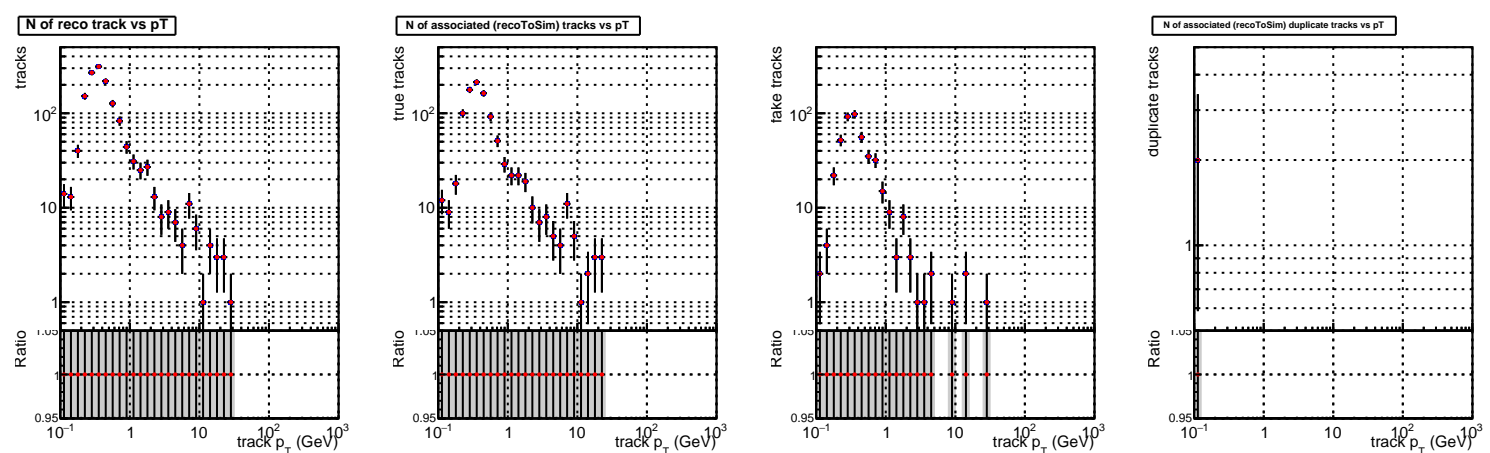 N of reco track vs pT
tracks
10²
10
1
Ratio
1.05
1
0.95
10⁻¹ 1 10 10² 10³
track p_T (GeV)
N of associated (recoToSim) tracks vs pT
true tracks
10²
10
1
Ratio
1.05
1
0.95
10⁻¹ 1 10 10² 10³
track p_T (GeV)
fake tracks
10²
10
1
Ratio
1.05
1
0.95
10⁻¹ 1 10 10² 10³
track p_T (GeV)
N of associated (recoToSim) duplicate tracks vs pT
duplicate tracks
1
Ratio
1.05
1
0.95
10⁻¹ 1 10 10² 10³
track p_T (GeV)